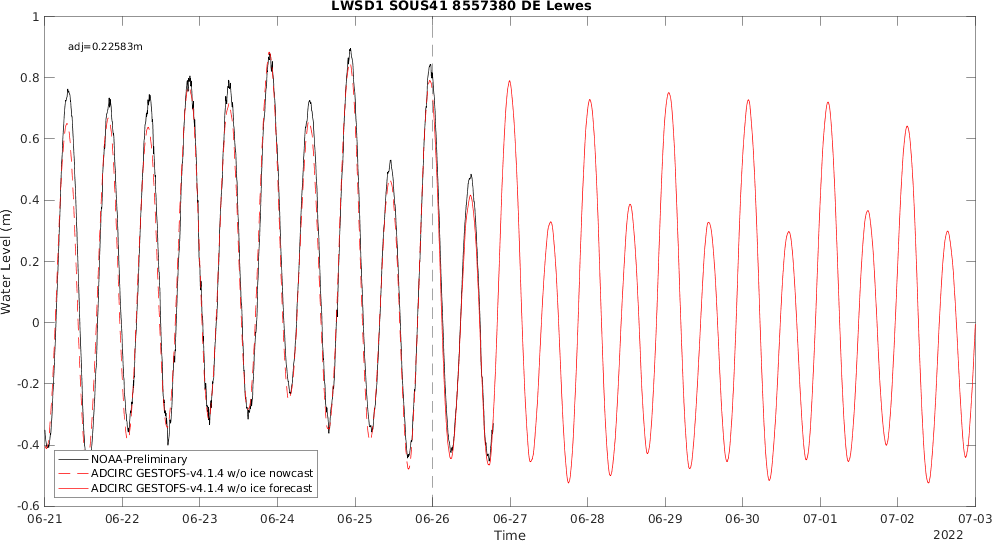 LWSD1 SOUS41 8557380 DE Lewes
adj=0.22583m
Water Level (m)
1
0.8
0.6
0.4
0.2
0
-0.2
-0.4
-0.6
NOAA-Preliminary
ADCIRC GESTOFS-v4.1.4 w/o ice nowcast
ADCIRC GESTOFS-v4.1.4 w/o ice forecast
06-21 06-22 06-23 06-24 06-25 06-26 06-27 06-28 06-29 06-30 07-01 07-02 07-03
Time
2022